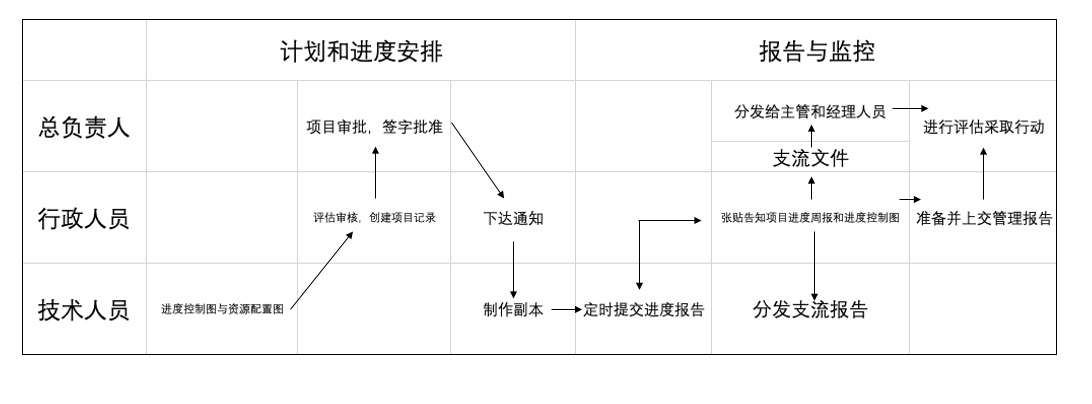 计划和进度安排
报告与监控
总负责人
项目审批，签字批准
分发给主管和经理人员
进行评估采取行动
支流文件
行政人员
评估审核，创建项目记录
下达通知
张贴告知项目进度周报和进度控制图
准备并上交管理报告
技术人员
进度控制图与资源配置图
制作副本
定时提交进度报告
分发支流报告